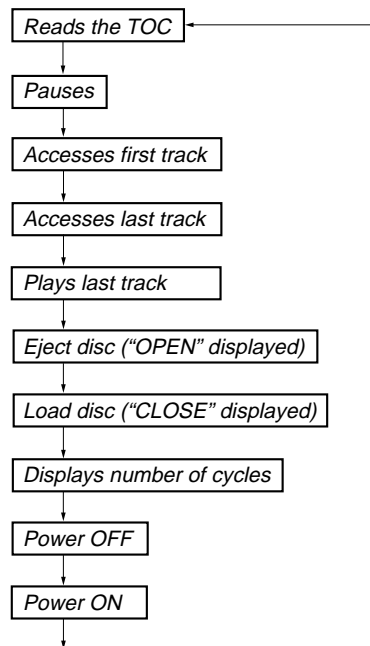 Reads the TOC
Pauses
Accesses first track
Accesses last track
Plays last track
Eject disc (“OPEN” displayed)
Load disc (“CLOSE” displayed)
Displays number of cycles
Power OFF
Power ON